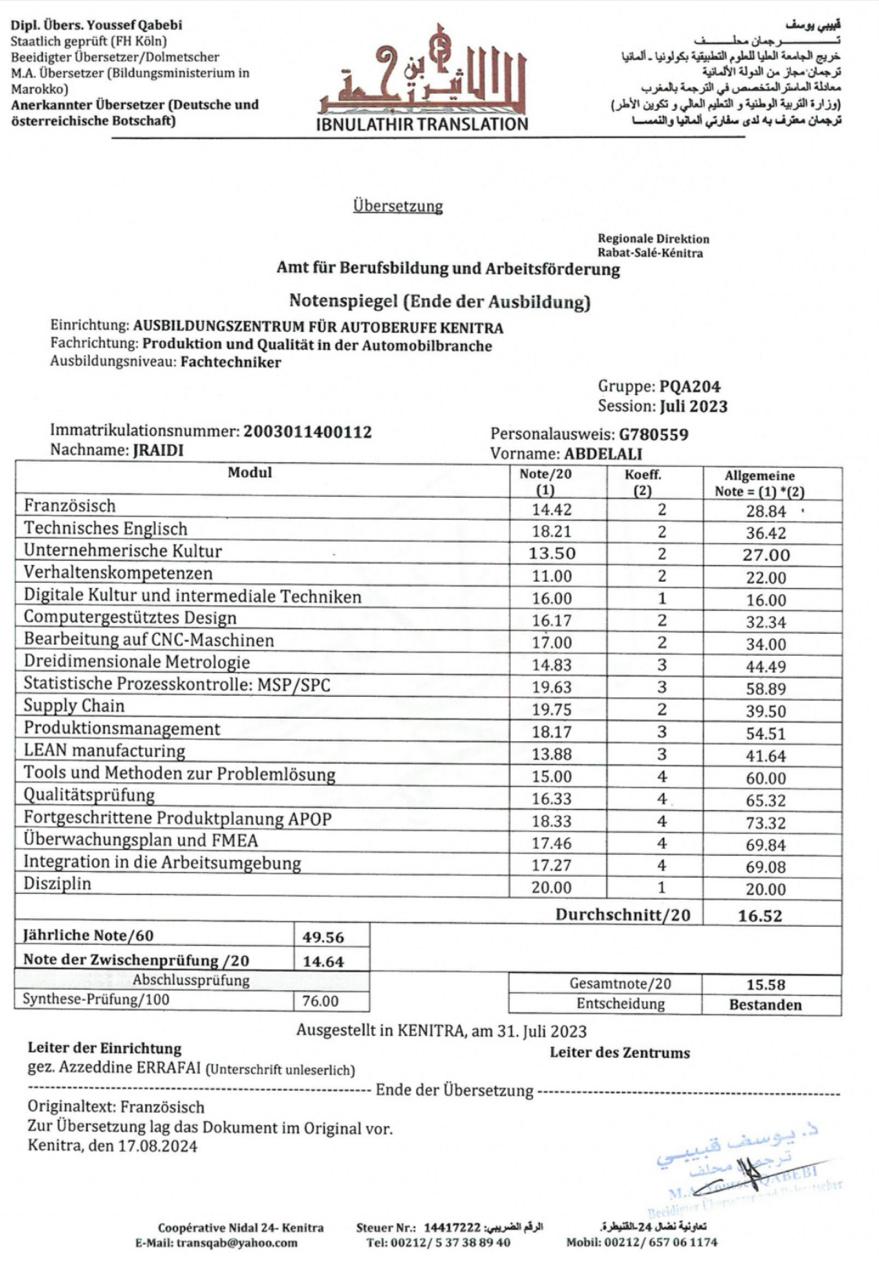 Dipl. Übers. Youssef Qabebi
Staatlich geprüft (FH Köln)
Beeidigter Übersetzer/Dolmetscher
M.A. Übersetzer (Bildungsministerium in
Marokko)
Anerkannter Übersetzer (Deutsche und
österreichische Botschaft)
IBNULATHIR TRANSLATION
قبيبي يوسف
تـــرجمان محلـــف
خريج الجامعة العليا للعلوم التطبيقية بكولونيا - ألمانيا
ترجمان مجاز من الدولة الألمانية
معادلة الماستر المتخصص في الترجمة بالمغرب
(وزارة التربية الوطنية و التعليم العالي و تكوين الأطر)
ترجمان معترف به لدى سفارتي ألمانيا والنمسا
Übersetzung
Regionale Direktion
Rabat-Salé-Kénitra
Amt für Berufsbildung und Arbeitsförderung
Notenspiegel (Ende der Ausbildung)
Einrichtung: AUSBILDUNGSZENTRUM FÜR AUTOBERUFE KENITRA
Fachrichtung: Produktion und Qualität in der Automobilbranche
Ausbildungsniveau: Fachtechniker
Gruppe: PQA204
Session: Juli 2023
Immatrikulationsnummer: 2003011400112 Personalausweis: G780559
Nachname: JRAIDI Vorname: ABDELALI
Modul Note/20 (1) Koeff. (2) Allgemeine Note = (1) *(2)
Französisch 14.42 2 28.84
Technisches Englisch 18.21 2 36.42
Unternehmerische Kultur 13.50 2 27.00
Verhaltenskompetenzen 11.00 2 22.00
Digitale Kultur und intermediale Techniken 16.00 1 16.00
Computergestütztes Design 16.17 2 32.34
Bearbeitung auf CNC-Maschinen 17.00 2 34.00
Dreidimensionale Metrologie 14.83 3 44.49
Statistische Prozesskontrolle: MSP/SPC 19.63 3 58.89
Supply Chain 19.75 2 39.50
Produktionsmanagement 18.17 3 54.51
LEAN manufacturing 13.88 3 41.64
Tools und Methoden zur Problemlösung 15.00 4 60.00
Qualitätsprüfung 16.33 4 65.32
Fortgeschrittene Produktplanung APOP 18.33 4 73.32
Überwachungsplan und FMEA 17.46 4 69.84
Integration in die Arbeitsumgebung 17.27 4 69.08
Disziplin 20.00 1 20.00
Durchschnitt/20 16.52
Jährliche Note/60 49.56
Note der Zwischenprüfung /20 14.64
Abschlussprüfung Gesamtnote/20 15.58
Synthese-Prüfung/100 76.00 Entscheidung Bestanden
Ausgestellt in KENITRA, am 31. Juli 2023
Leiter der Einrichtung Leiter des Zentrums
gez. Azzeddine ERRAFAI (Unterschrift unleserlich)
---------------------------------------- Ende der Übersetzung ----------------------------------------
Originaltext: Französisch
Zur Übersetzung lag das Dokument im Original vor.
Kenitra, den 17.08.2024
ذ. يوسف قبيبي
ترجمان محلف
M.A. Youssef QABEBI
Beeidigter Übersetzer und Dolmetscher
Coopérative Nidal 24- Kenitra Steuer Nr.: 14417222 :الرقم الضريبي تعاونية نضال 24-القنيطرة.
E-Mail: transqab@yahoo.com Tel: 00212/ 5 37 38 89 40 Mobil: 00212/ 657 06 1174